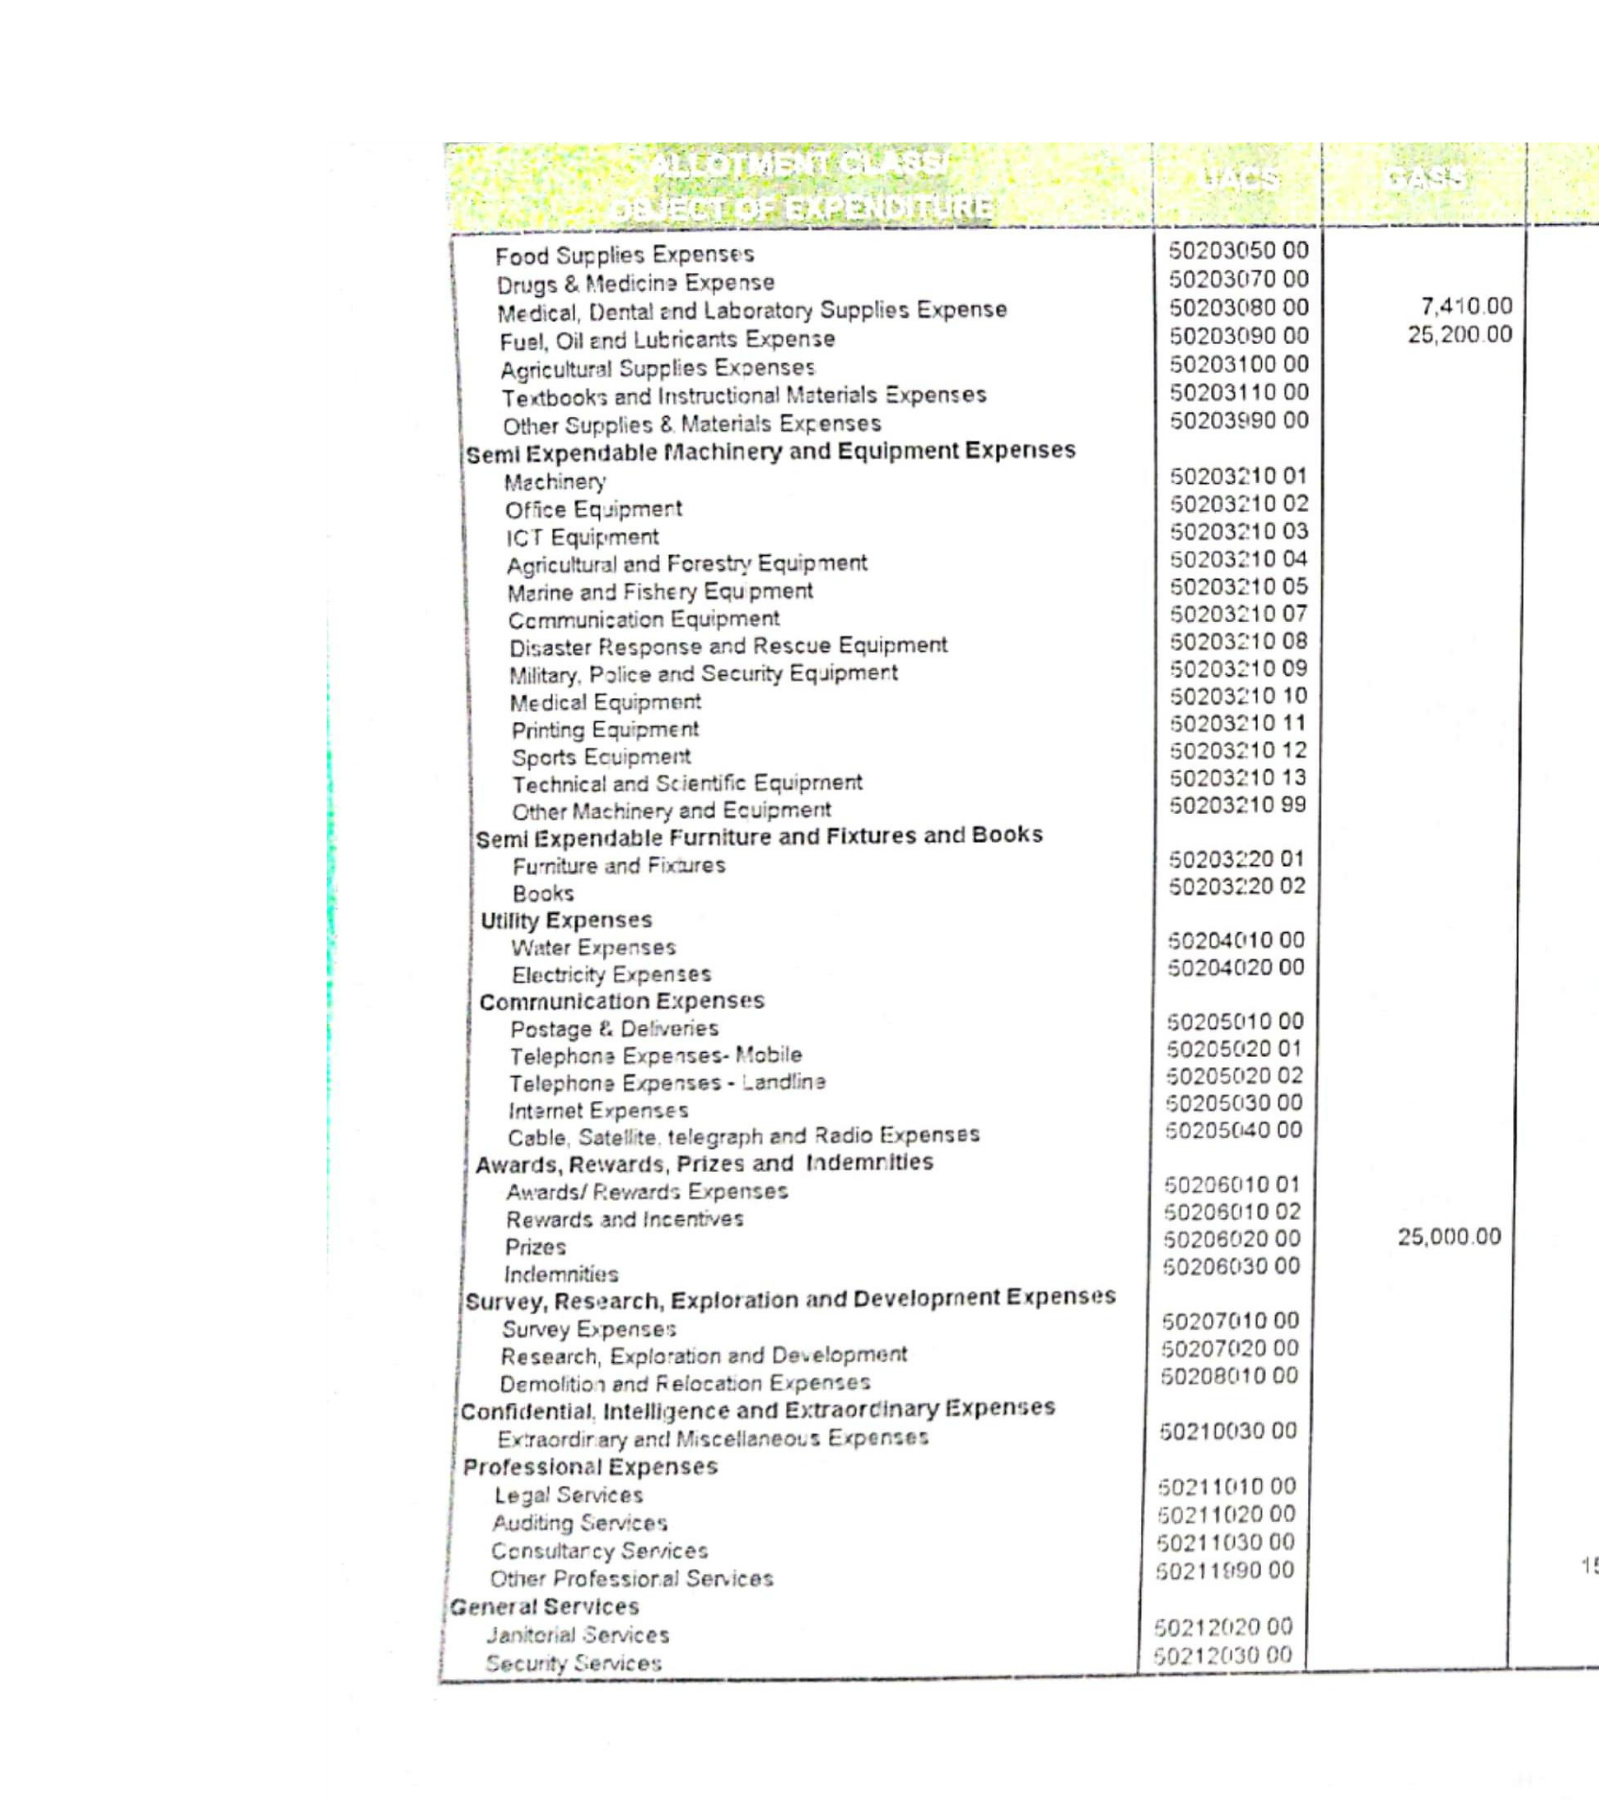 ALLOTMENT CLASS/ UACS GASS
OBJECT OF EXPENDITURE
Food Supplies Expenses 50203050 00
Drugs & Medicine Expense 50203070 00
Medical, Dental and Laboratory Supplies Expense 50203080 00 7,410.00
Fuel, Oil and Lubricants Expense 50203090 00 25,200.00
Agricultural Supplies Expenses 50203100 00
Textbooks and Instructional Materials Expenses 50203110 00
Other Supplies & Materials Expenses 50203990 00
Semi Expendable Machinery and Equipment Expenses
Machinery 50203210 01
Office Equipment 50203210 02
ICT Equipment 50203210 03
Agricultural and Forestry Equipment 50203210 04
Marine and Fishery Equipment 50203210 05
Communication Equipment 50203210 07
Disaster Response and Rescue Equipment 50203210 08
Military, Police and Security Equipment 50203210 09
Medical Equipment 50203210 10
Printing Equipment 50203210 11
Sports Equipment 50203210 12
Technical and Scientific Equipment 50203210 13
Other Machinery and Equipment 50203210 99
Semi Expendable Furniture and Fixtures and Books
Furniture and Fixtures 50203220 01
Books 50203220 02
Utility Expenses
Water Expenses 50204010 00
Electricity Expenses 50204020 00
Communication Expenses
Postage & Deliveries 50205010 00
Telephone Expenses- Mobile 50205020 01
Telephone Expenses - Landline 50205020 02
Internet Expenses 50205030 00
Cable, Satellite, telegraph and Radio Expenses 50205040 00
Awards, Rewards, Prizes and Indemnities
Awards/ Rewards Expenses 50206010 01
Rewards and Incentives 50206010 02
Prizes 50206020 00 25,000.00
Indemnities 50206030 00
Survey, Research, Exploration and Development Expenses
Survey Expenses 50207010 00
Research, Exploration and Development 50207020 00
Demolition and Relocation Expenses 50208010 00
Confidential, Intelligence and Extraordinary Expenses
Extraordinary and Miscellaneous Expenses 50210030 00
Professional Expenses
Legal Services 50211010 00
Auditing Services 50211020 00
Consultancy Services 50211030 00
Other Professional Services 50211990 00
General Services
Janitorial Services 50212020 00
Security Services 50212030 00